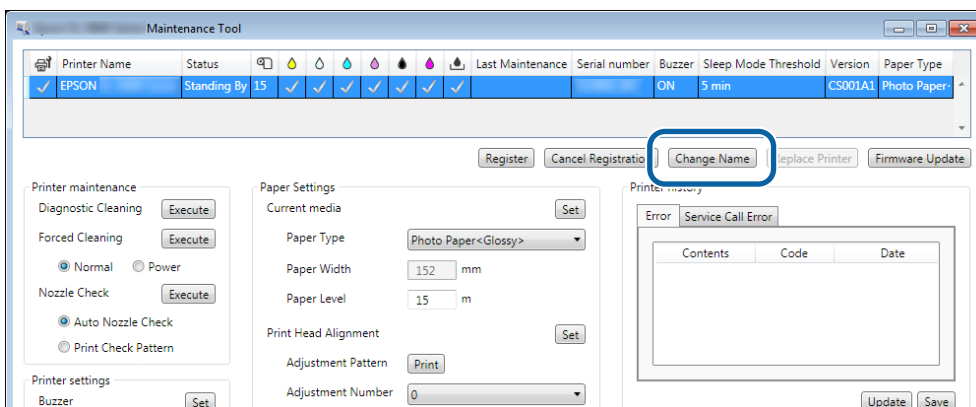 Maintenance Tool
Printer Name Status Last Maintenance Serial number Buzzer Sleep Mode Threshold Version Paper Type
EPSON Standing By 15 ON 5 min CS001A1 Photo Paper-
Register Cancel Registration Change Name Replace Printer Firmware Update
Printer maintenance
Diagnostic Cleaning Execute
Forced Cleaning Execute
Normal Power
Nozzle Check Execute
Auto Nozzle Check
Print Check Pattern
Printer settings
Buzzer Set
Paper Settings
Current media Set
Paper Type Photo Paper<Glossy>
Paper Width 152 mm
Paper Level 15 m
Print Head Alignment Set
Adjustment Pattern Print
Adjustment Number 0
Printer history
Error Service Call Error
Contents Code Date
Update Save